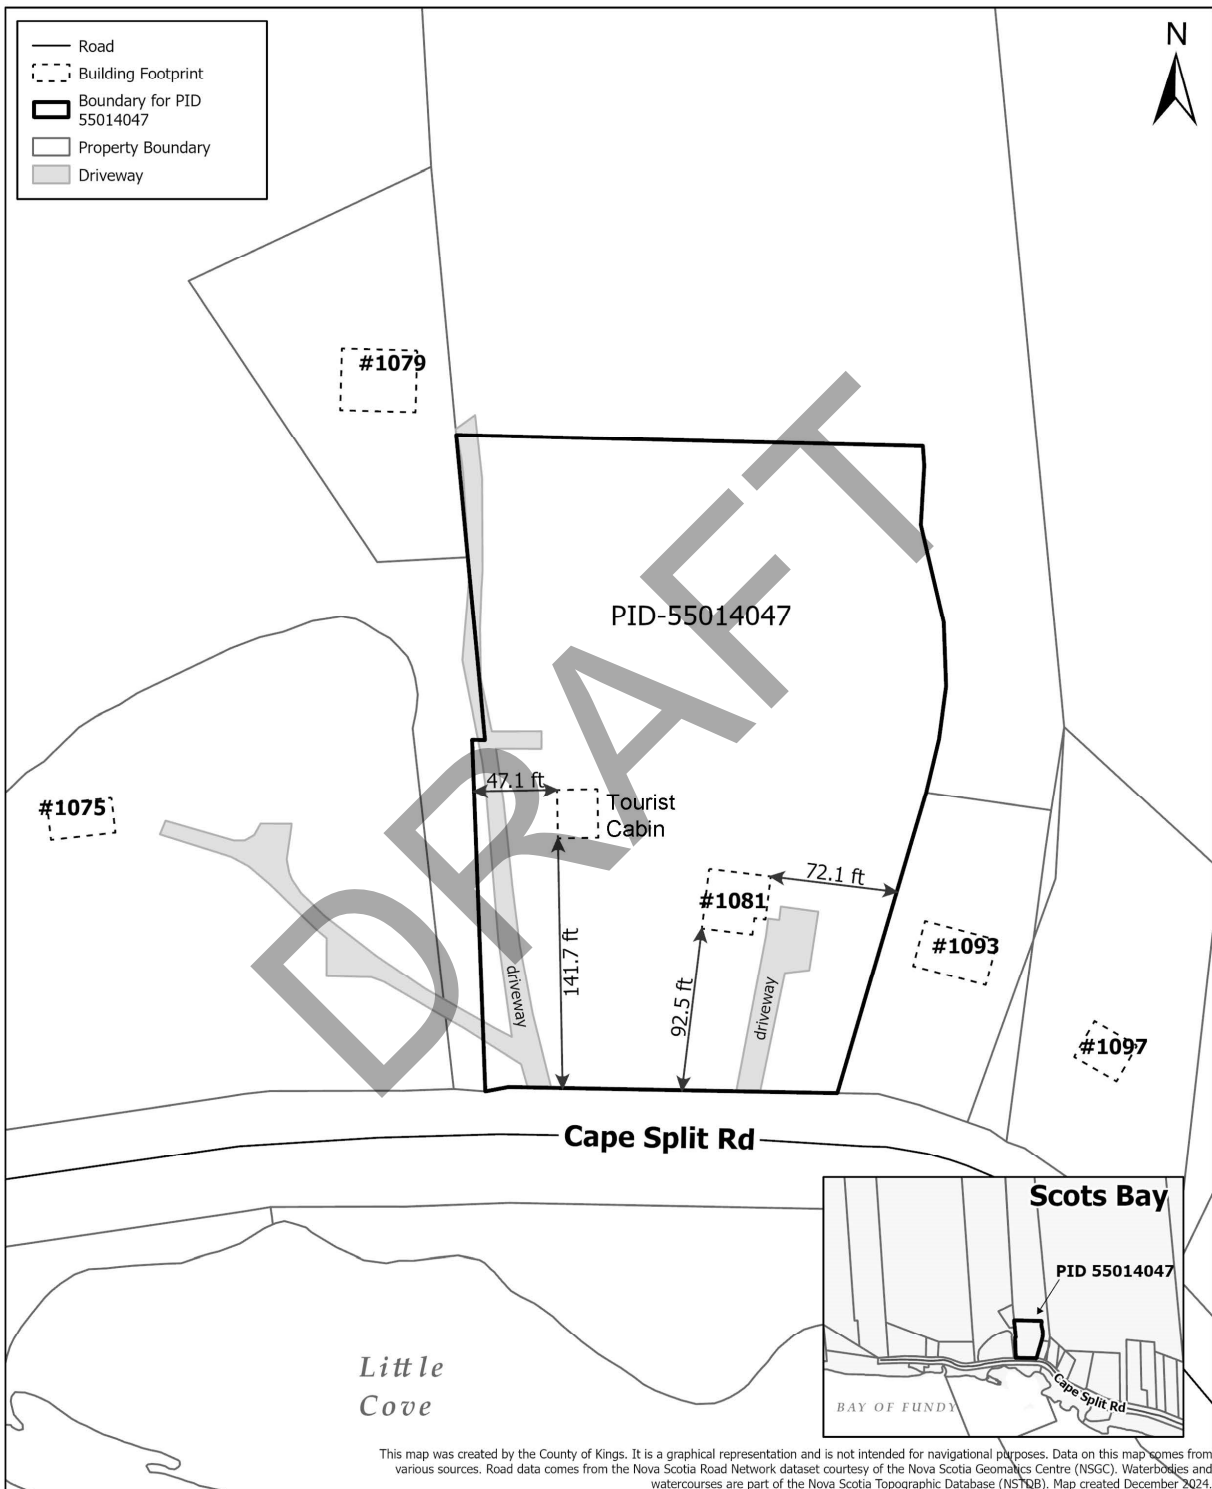 Road
Building Footprint
Boundary for PID
55014047
Property Boundary
Driveway
N
#1079
PID-55014047
DRAFT
47.1 ft
Tourist
Cabin
#1075
72.1 ft
#1081
141.7 ft
92.5 ft
driveway
driveway
#1093
#1097
Cape Split Rd
Scots Bay
PID 55014047
Cape Split Rd
BAY OF FUNDY
Little
Cove
This map was created by the County of Kings. It is a graphical representation and is not intended for navigational purposes. Data on this map comes from
various sources. Road data comes from the Nova Scotia Road Network dataset courtesy of the Nova Scotia Geomatics Centre (NSGC). Waterbodies and
watercourses are part of the Nova Scotia Topographic Database (NSTDB). Map created December 2024.